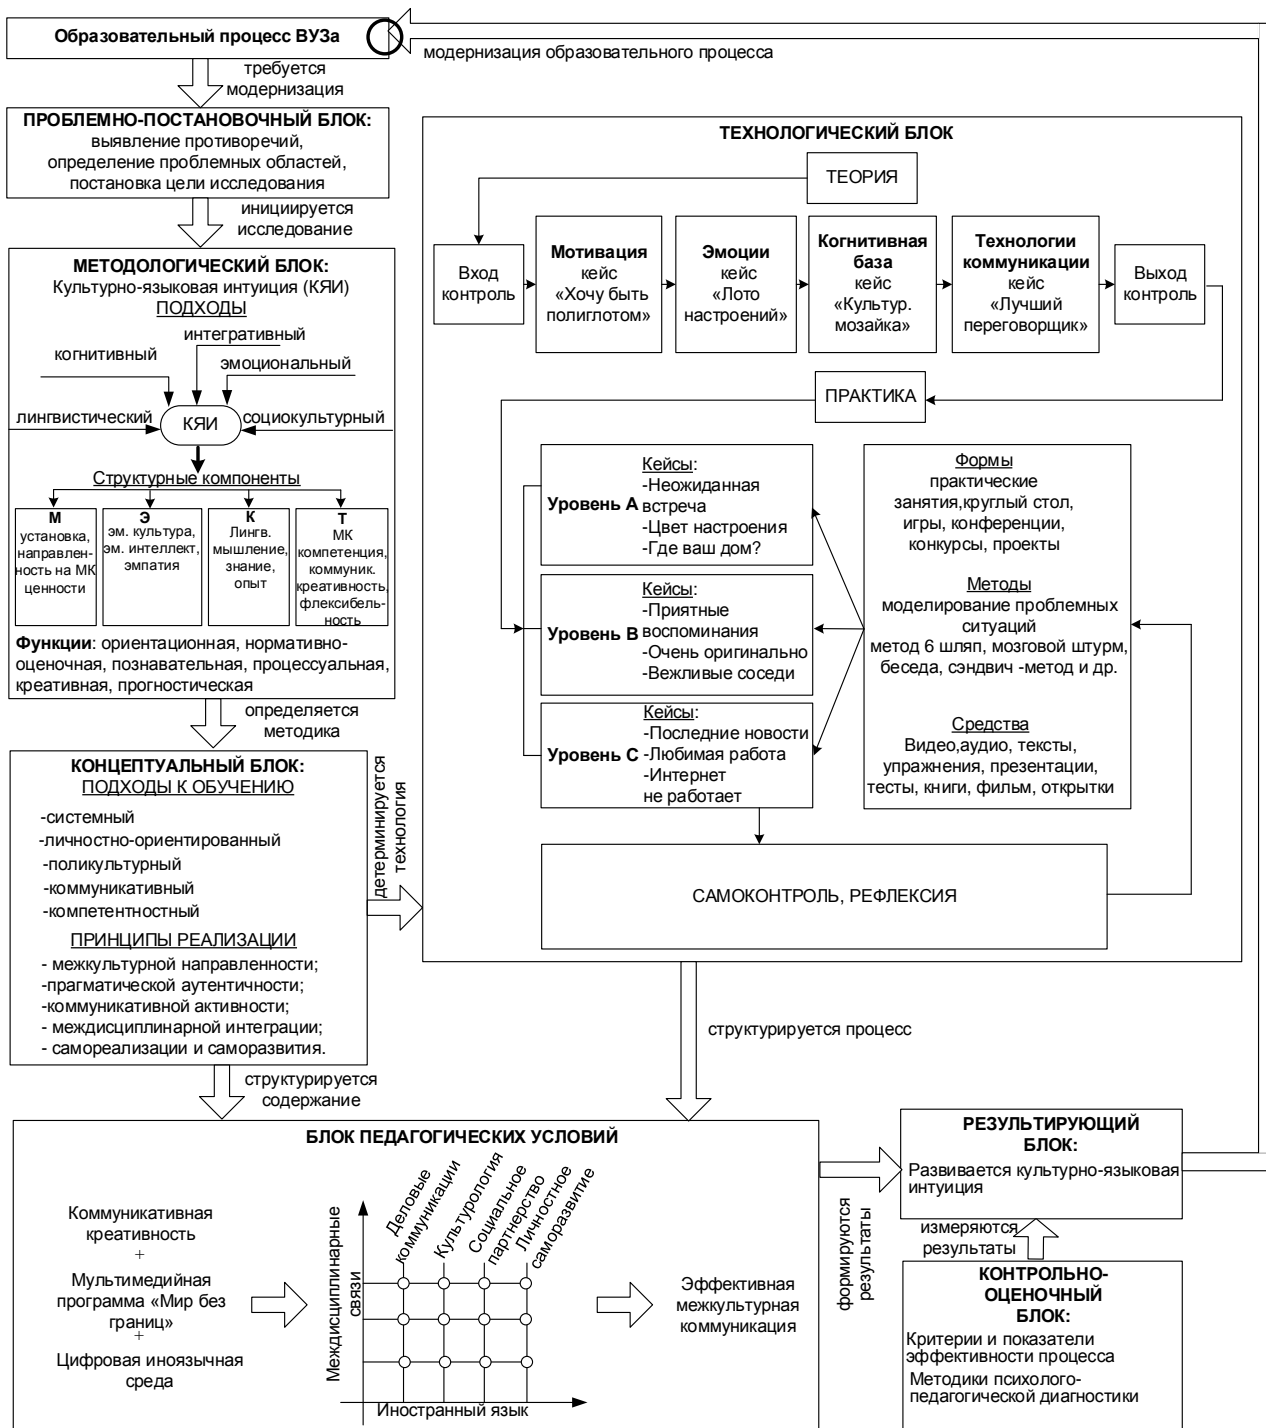 Образовательный процесс ВУЗа
модернизация образовательного процесса
требуется
модернизация
ПРОБЛЕМНО-ПОСТАНОВОЧНЫЙ БЛОК:
выявление противоречий,
определение проблемных областей,
постановка цели исследования
инициируется
исследование
МЕТОДОЛОГИЧЕСКИЙ БЛОК:
Культурно-языковая интуиция (КЯИ)
ПОДХОДЫ
интегративный
когнитивный
эмоциональный
лингвистический
КЯИ
социокультурный
Структурные компоненты
М
установка,
направлен-
ность на МК
ценности
Э
эм. культура,
эм. интеллект,
эмпатия
К
Лингв.
мышление,
знание,
опыт
Т
МК
компетенция,
коммуник.
креативность,
флексибель-
ность
Функции: ориентационная, нормативно-
оценочная, познавательная, процессуальная,
креативная, прогностическая
определяется
методика
КОНЦЕПТУАЛЬНЫЙ БЛОК:
ПОДХОДЫ К ОБУЧЕНИЮ
-системный
-личностно-ориентированный
-поликультурный
-коммуникативный
-компетентностный
ПРИНЦИПЫ РЕАЛИЗАЦИИ
- межкультурной направленности;
-прагматической аутентичности;
-коммуникативной активности;
- междисциплинарной интеграции;
- самореализации и саморазвития.
детерминируется
технология
структурируется
содержание
ТЕХНОЛОГИЧЕСКИЙ БЛОК
ТЕОРИЯ
Вход
контроль
Мотивация
кейс
«Хочу быть
полиглотом»
Эмоции
кейс
«Лото
настроений»
Когнитивная
база
кейс
«Культур.
мозайка»
Технологии
коммуникации
кейс
«Лучший
переговорщик»
Выход
контроль
ПРАКТИКА
Уровень А
Кейсы:
-Неожиданная
встреча
-Цвет настроения
-Где ваш дом?
Уровень В
Кейсы:
-Приятные
воспоминания
-Очень оригинально
-Вежливые соседи
Уровень С
Кейсы:
-Последние новости
-Любимая работа
-Интернет
не работает
Формы
практические
занятия,круглый стол,
игры, конференции,
конкурсы, проекты
Методы
моделирование проблемных
ситуаций
метод 6 шляп, мозговой штурм,
беседа, сэндвич -метод и др.
Средства
Видео,аудио, тексты,
упражнения, презентации,
тесты, книги, фильм, открытки
САМОКОНТРОЛЬ, РЕФЛЕКСИЯ
структурируется процесс
БЛОК ПЕДАГОГИЧЕСКИХ УСЛОВИЙ
Коммуникативная
креативность
+
Мультимедийная
программа «Мир без
границ»
+
Цифровая иноязычная
среда
Междисциплинарные
связи
Деловые
коммуникации
Культурология
Социальное
партнерство
Личностное
саморазвитие
Иностранный язык
Эффективная
межкультурная
коммуникация
формируются
результаты
РЕЗУЛЬТИРУЮЩИЙ
БЛОК:
Развивается культурно-языковая
интуиция
измеряются
результаты
КОНТРОЛЬНО-
ОЦЕНОЧНЫЙ
БЛОК:
Критерии и показатели
эффективности процесса
Методики психолого-
педагогической диагностики